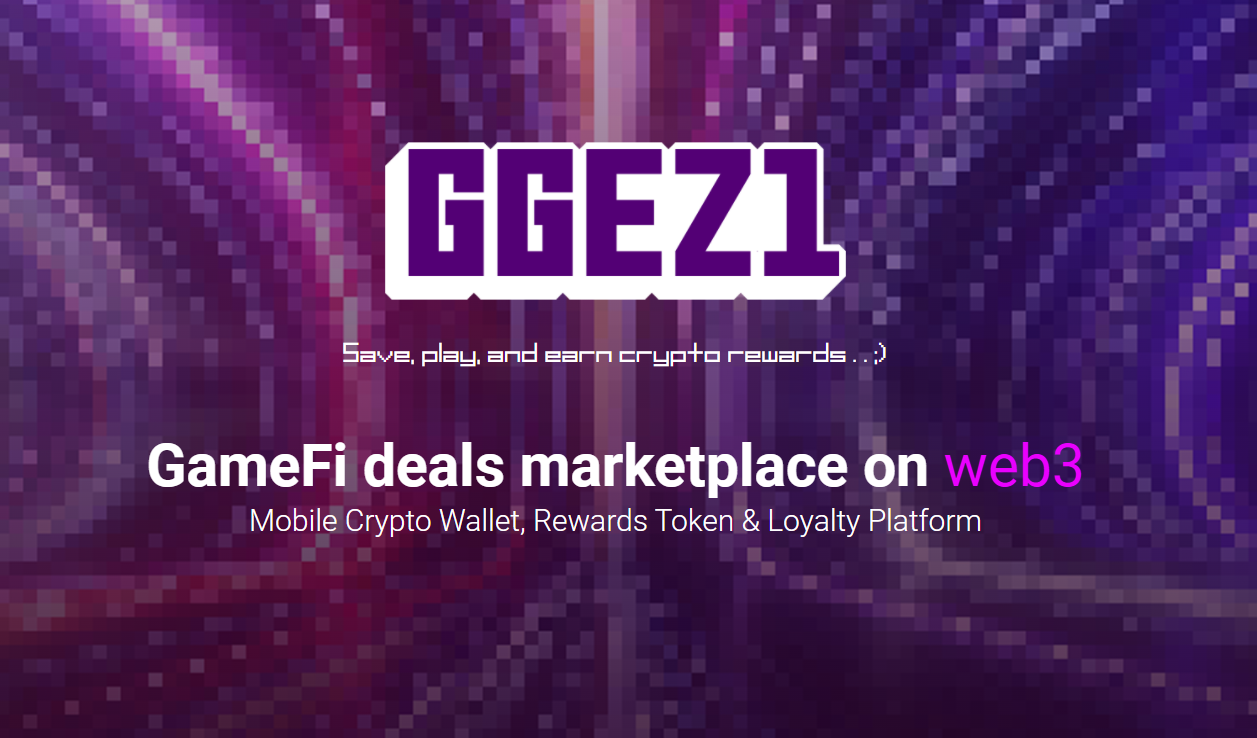 GGEZ1
Save, play, and earn crypto rewards . . ;)
GameFi deals marketplace on web3
Mobile Crypto Wallet, Rewards Token & Loyalty Platform